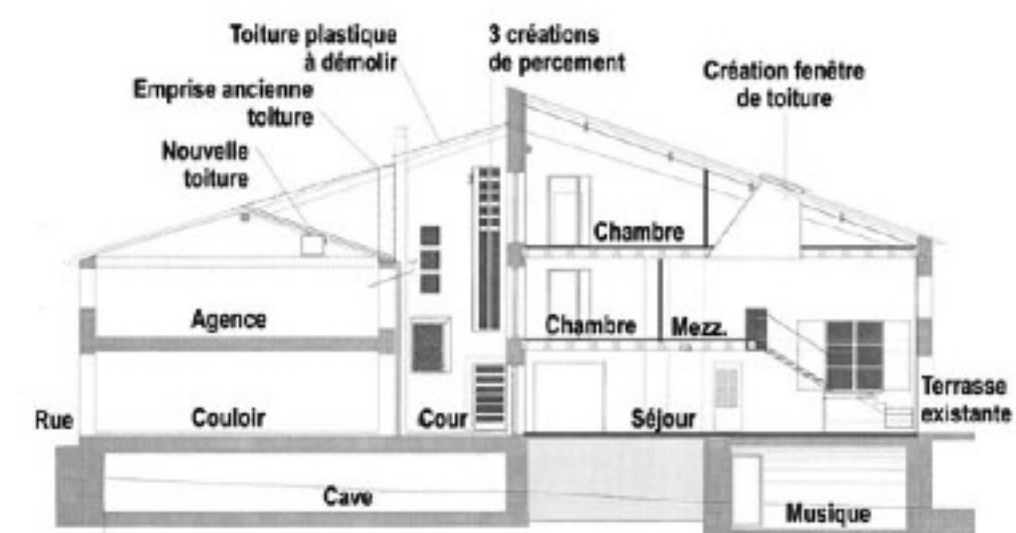 Toiture plastique
à démolir
3 créations
de percement
Création fenêtre
de toiture
Emprise ancienne
toiture
Nouvelle
toiture
Chambre
Agence
Chambre
Mezz.
Terrasse
existante
Rue
Couloir
Cour
Séjour
Cave
Musique